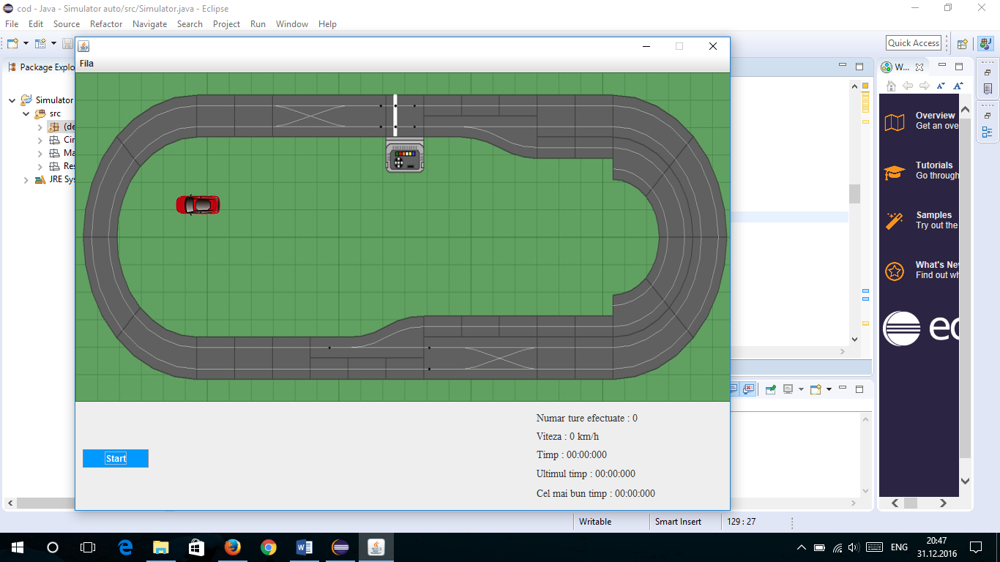 cod - Java - Simulator auto/src/Simulator.java - Eclipse
File Edit Source Refactor Navigate Search Project Run Window Help
Quick Access
Package Explo
W...
Fila
Simulator
src
(de
Cir
Ma
Res
JRE Sys
Overview
Get an ove
Tutorials
Go through
Samples
Try out the
What's Nev
Find out wh
ec
Start
Numar ture efectuate : 0
Viteza : 0 km/h
Timp : 00:00:000
Ultimul timp : 00:00:000
Cel mai bun timp : 00:00:000
Writable Smart Insert 129 : 27
ENG
20:47
31.12.2016